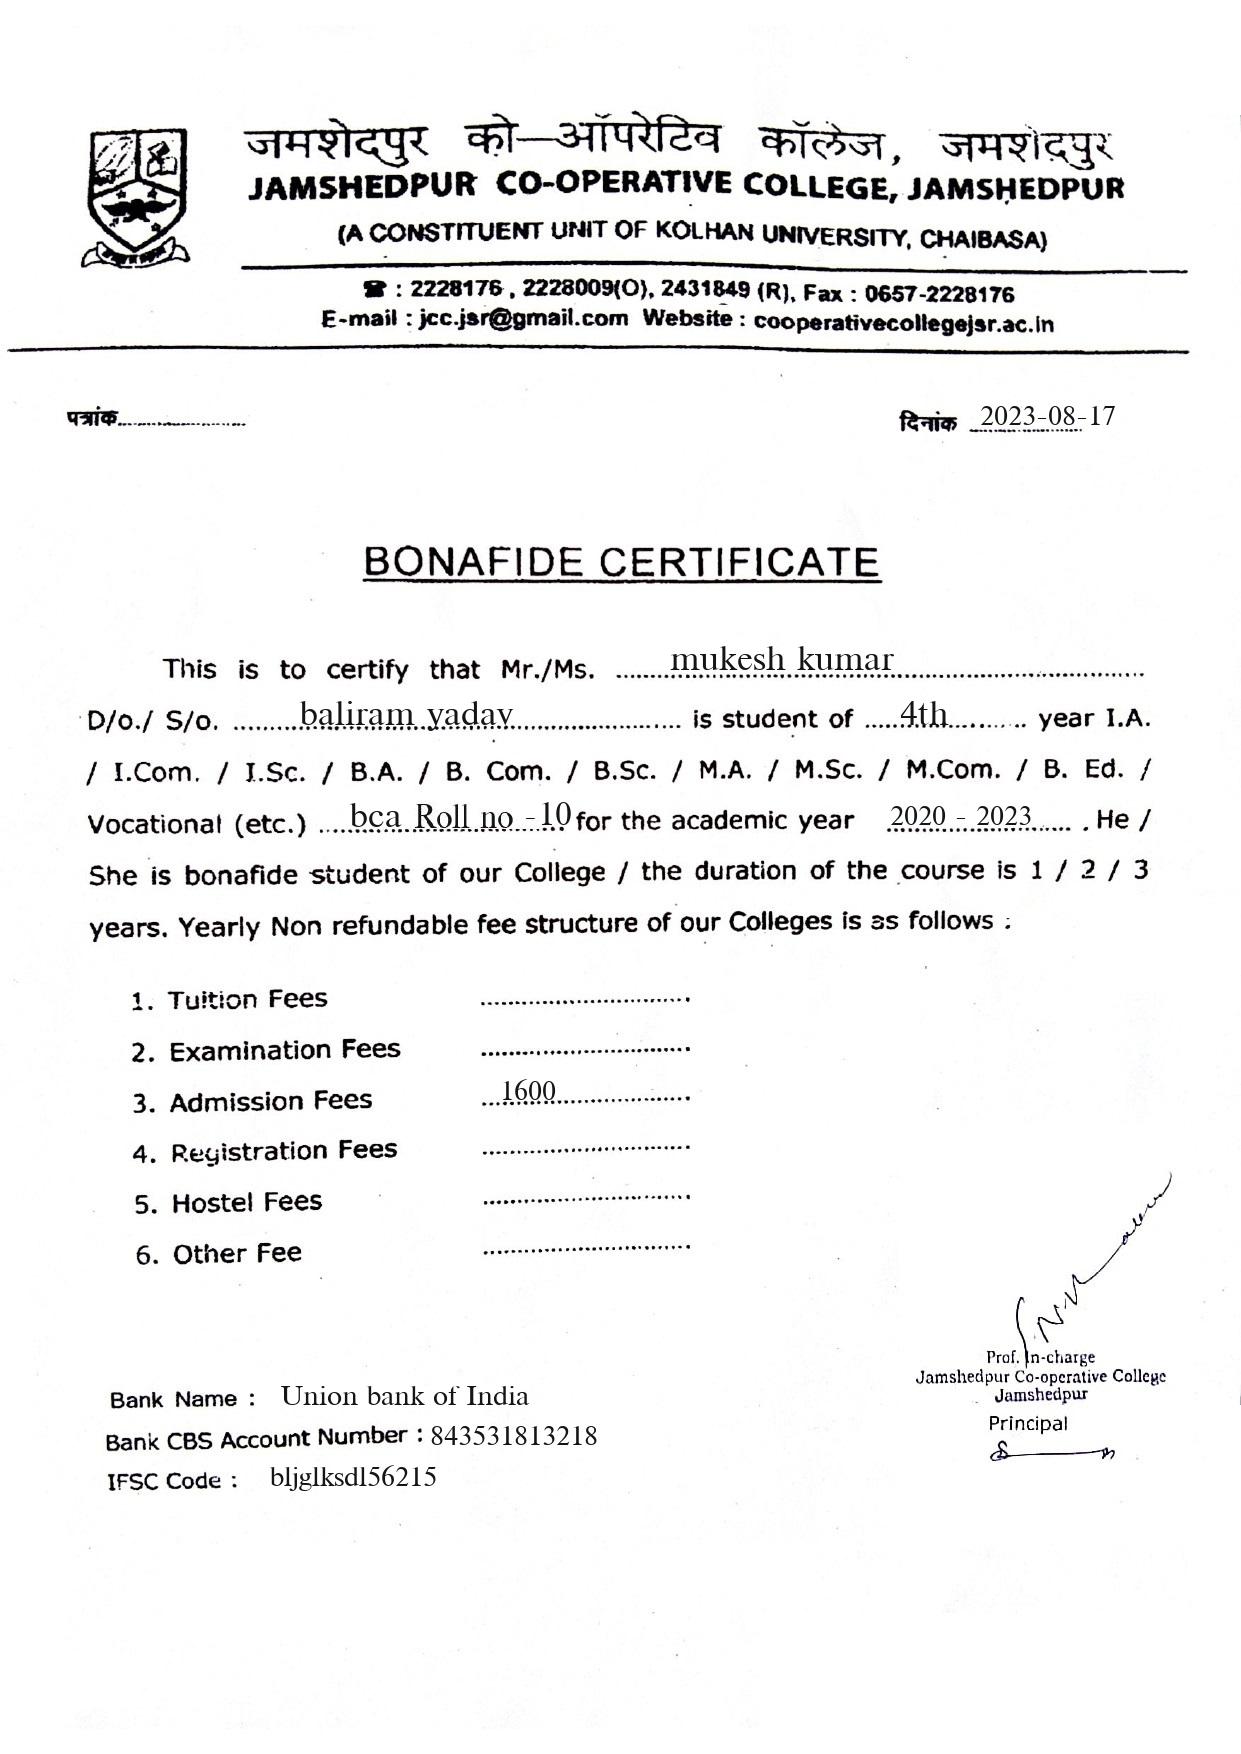 जमशेदपुर को-ऑपरेटिव कॉलेज, जमशेदपुर
JAMSHEDPUR CO-OPERATIVE COLLEGE, JAMSHEDPUR
(A CONSTITUENT UNIT OF KOLHAN UNIVERSITY, CHAIBASA)
☎ : 2228176 , 2228009(O), 2431849 (R), Fax : 0657-2228176
E-mail : jcc.jsr@gmail.com Website : cooperativecollegejsr.ac.in
पत्रांक........................ दिनांक 2023-08-17
BONAFIDE CERTIFICATE
This is to certify that Mr./Ms. mukesh kumar
D/o./ S/o. baliram yadav is student of 4th year I.A.
/ I.Com. / I.Sc. / B.A. / B. Com. / B.Sc. / M.A. / M.Sc. / M.Com. / B. Ed. /
Vocational (etc.) bca Roll no -10 for the academic year 2020 - 2023 . He /
She is bonafide student of our College / the duration of the course is 1 / 2 / 3
years. Yearly Non refundable fee structure of our Colleges is as follows :
1. Tuition Fees ..............................
2. Examination Fees ..............................
3. Admission Fees 1600
4. Registration Fees ..............................
5. Hostel Fees ..............................
6. Other Fee ..............................
Prof. In-charge
Jamshedpur Co-operative College
Jamshedpur
Principal
Bank Name : Union bank of India
Bank CBS Account Number : 843531813218
IFSC Code : bljglksdl56215